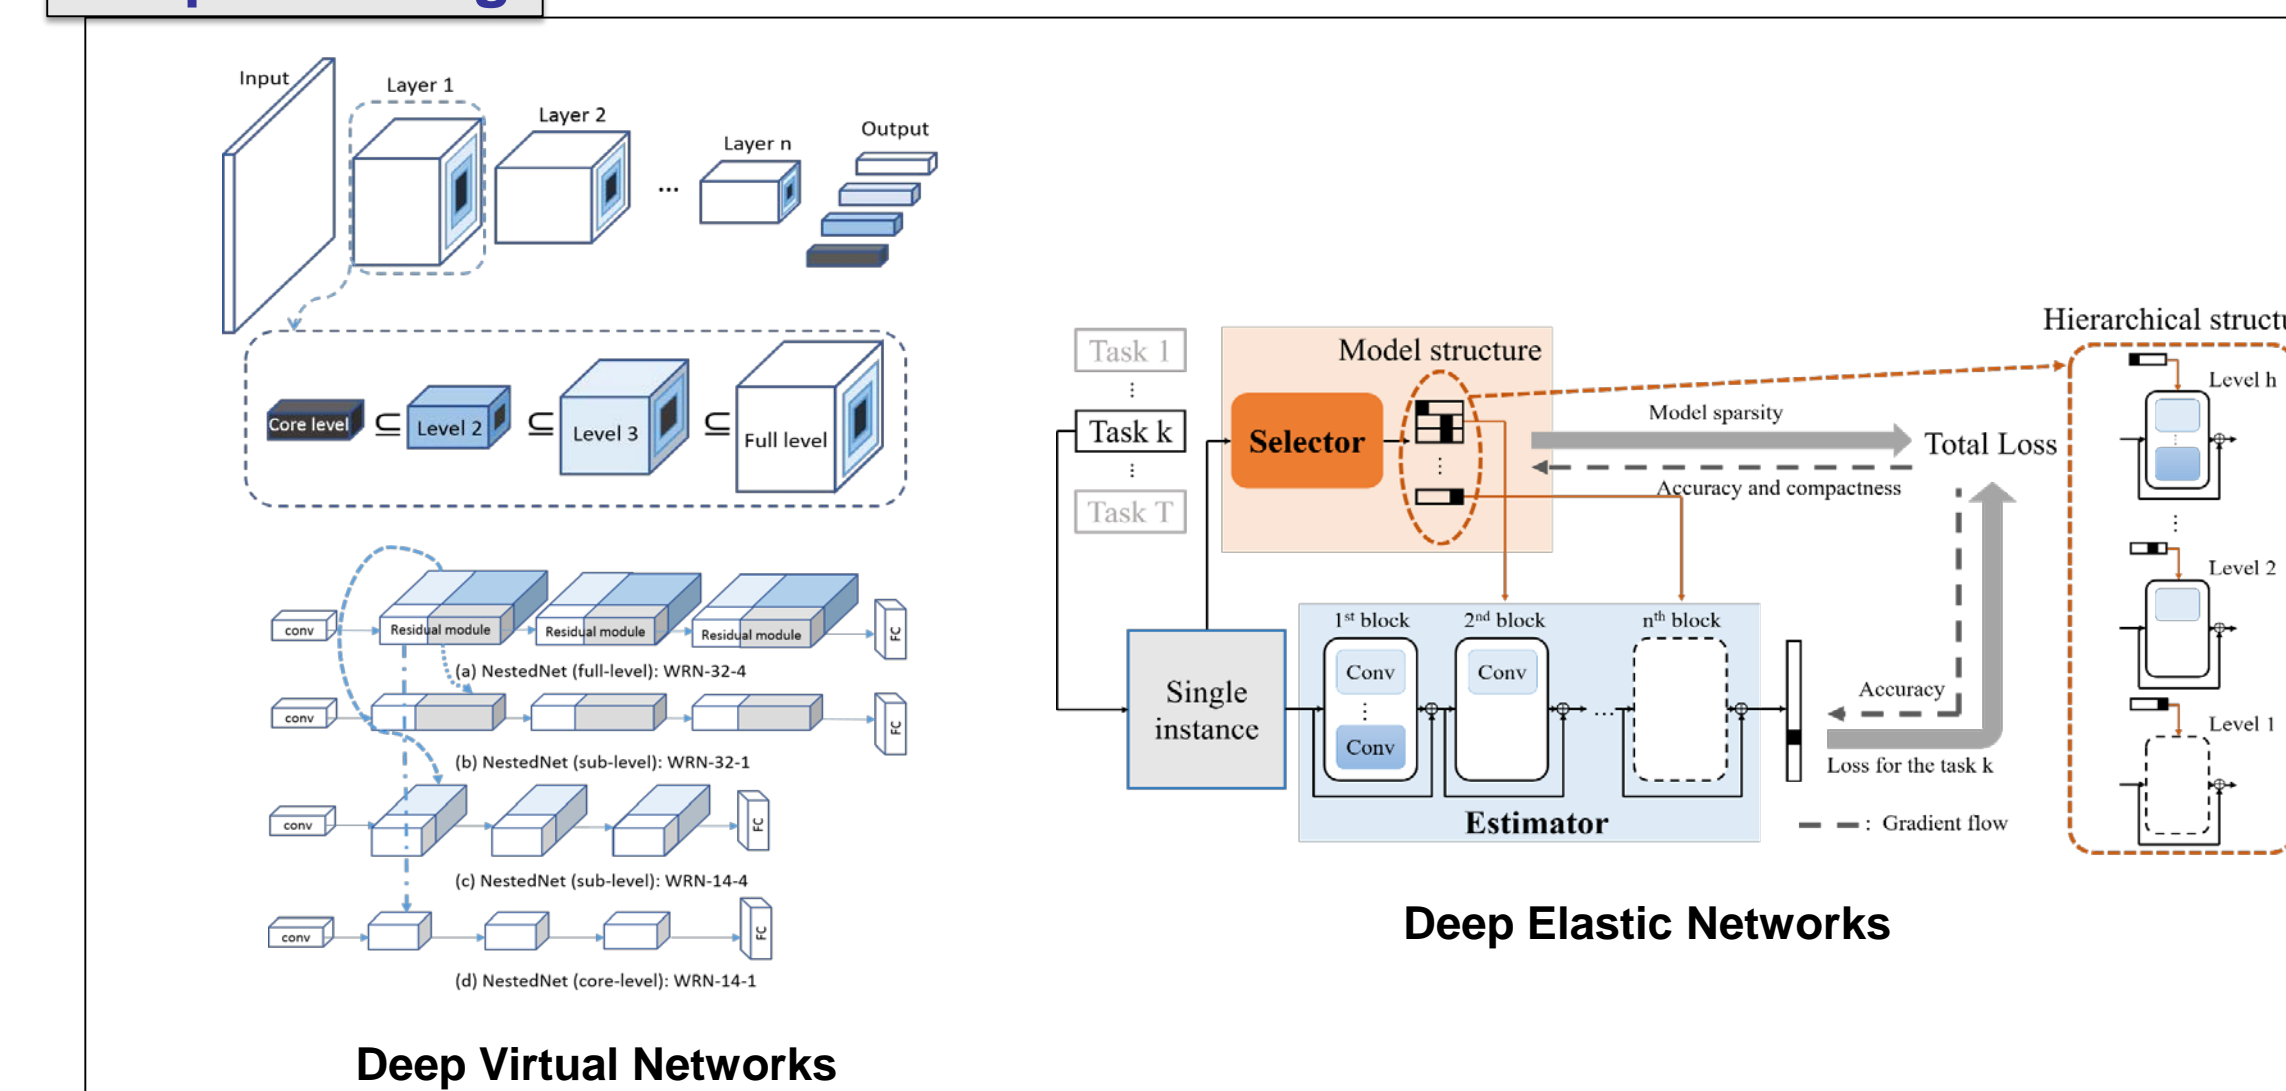 Input
Layer 1
Layer 2
...
Layer n
Output
Core level ⊆ Level 2 ⊆ Level 3 ⊆ Full level
conv
Residual module
Residual module
Residual module
FC
(a) NestedNet (full-level): WRN-32-4
conv
FC
(b) NestedNet (sub-level): WRN-32-1
conv
FC
(c) NestedNet (sub-level): WRN-14-4
conv
FC
(d) NestedNet (core-level): WRN-14-1
Deep Virtual Networks
Task 1
Task k
Task T
Model structure
Selector
Model sparsity
Total Loss
Accuracy and compactness
Single
instance
1st block
2nd block
nth block
Conv
Conv
Conv
...
Estimator
Accuracy
Loss for the task k
: Gradient flow
Hierarchical
Level h
Level 2
Level 1
Deep Elastic Networks